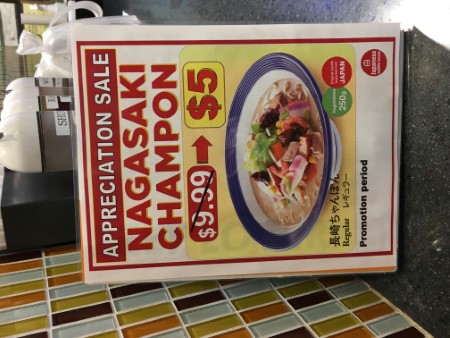 APPRECIATION SALE
NAGASAKI
CHAMPON
$9.99 → $5
JAPAN
Vegetables
250g
長崎ちゃんぽん
Regular レギュラー
Promotion period